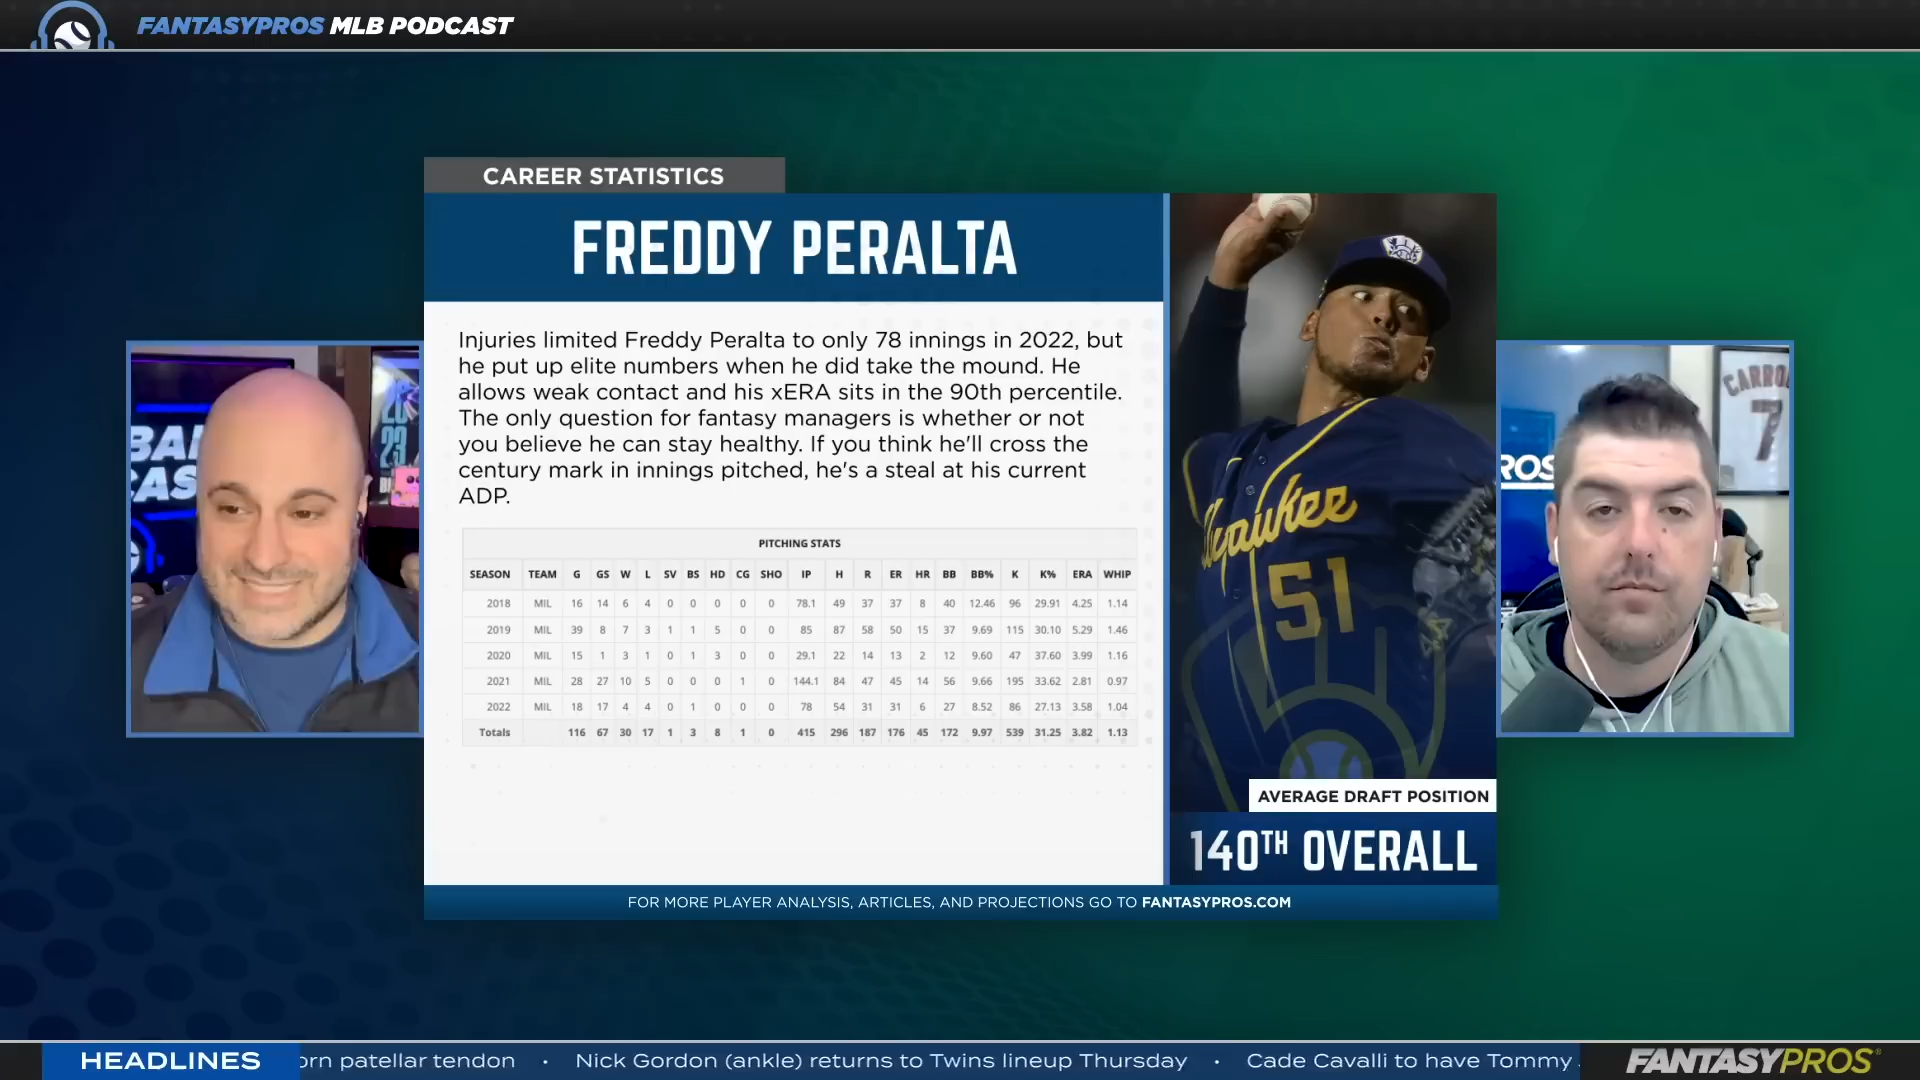 FANTASYPROS MLB PODCAST
CAREER STATISTICS
FREDDY PERALTA
Injuries limited Freddy Peralta to only 78 innings in 2022, but
he put up elite numbers when he did take the mound. He
allows weak contact and his xERA sits in the 90th percentile.
The only question for fantasy managers is whether or not
you believe he can stay healthy. If you think he'll cross the
century mark in innings pitched, he's a steal at his current
ADP.
PITCHING STATS
SEASON TEAM G GS W L SV BS HD CG SHO IP H R ER HR BB BB% K K% ERA WHIP
2018 MIL 16 14 6 4 0 0 0 0 0 78.1 49 37 37 8 40 12.46 96 29.91 4.25 1.14
2019 MIL 39 8 7 3 1 1 5 0 0 85 87 58 50 15 37 9.69 115 30.10 5.29 1.46
2020 MIL 15 1 3 1 0 1 3 0 0 29.1 22 14 13 2 12 9.60 47 37.60 3.99 1.16
2021 MIL 28 27 10 5 0 0 0 1 0 144.1 84 47 45 14 56 9.66 195 33.62 2.81 0.97
2022 MIL 18 17 4 4 0 1 0 0 0 78 54 31 31 6 27 8.52 86 27.13 3.58 1.04
Totals 116 67 30 17 1 3 8 1 0 415 296 187 176 45 172 9.97 539 31.25 3.82 1.13
Milwaukee
51
AVERAGE DRAFT POSITION
140TH OVERALL
CARRO
7
ROS
FOR MORE PLAYER ANALYSIS, ARTICLES, AND PROJECTIONS GO TO FANTASYPROS.COM
HEADLINES
orn patellar tendon · Nick Gordon (ankle) returns to Twins lineup Thursday · Cade Cavalli to have Tommy
FANTASYPROS